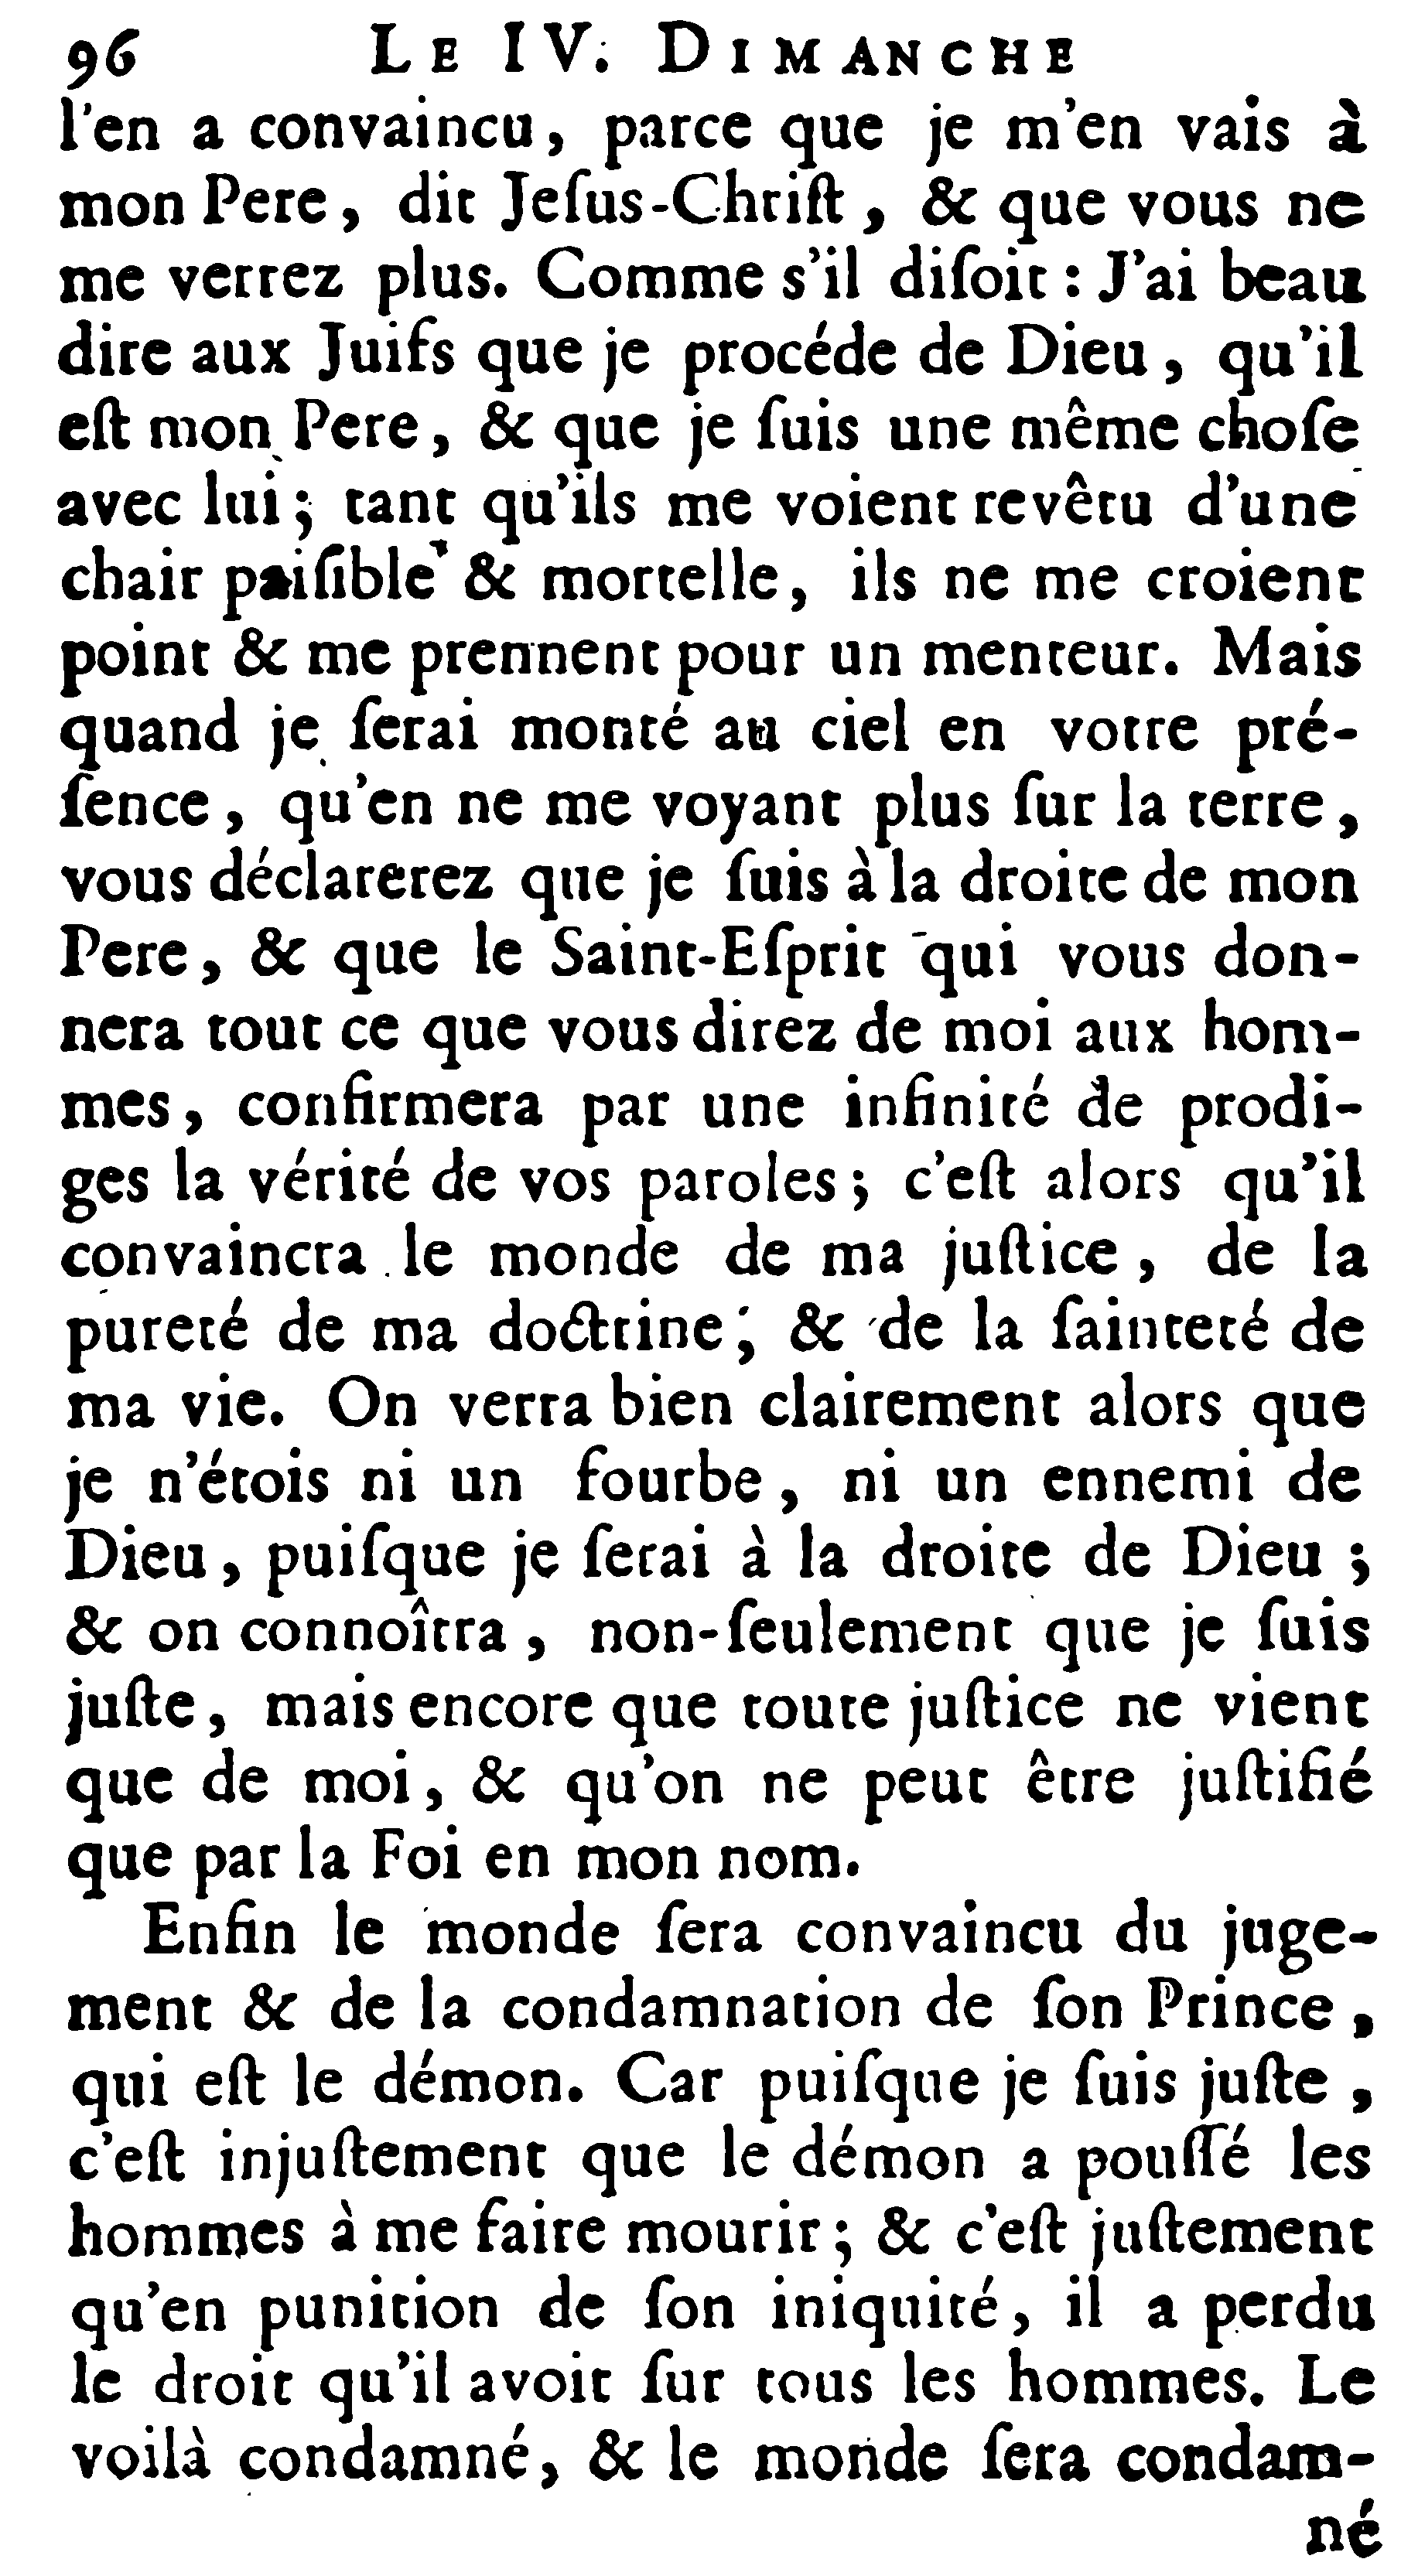 96 LE IV. DIMANCHE
l'en a convaincu, parce que je m'en vais à
mon Pere, dit Jeſus-Chriſt, & que vous ne
me verrez plus. Comme s'il diſoit : J'ai beau
dire aux Juifs que je procéde de Dieu, qu'il
eſt mon Pere, & que je ſuis une même choſe
avec lui; tant qu'ils me voient revêtu d'une
chair paiſible & mortelle, ils ne me croient
point & me prennent pour un menteur. Mais
quand je ſerai monté au ciel en votre pré-
ſence, qu'en ne me voyant plus ſur la terre,
vous déclarerez que je ſuis à la droite de mon
Pere, & que le Saint-Eſprit qui vous don-
nera tout ce que vous direz de moi aux hom-
mes, confirmera par une infinité de prodi-
ges la vérité de vos paroles; c'eſt alors qu'il
convaincra le monde de ma juſtice, de la
pureté de ma doctrine; & de la ſainteté de
ma vie. On verra bien clairement alors que
je n'étois ni un fourbe, ni un ennemi de
Dieu, puiſque je ſerai à la droite de Dieu ;
& on connoîtra, non-ſeulement que je ſuis
juſte, mais encore que toute juſtice ne vient
que de moi, & qu'on ne peut être juſtifié
que par la Foi en mon nom.
Enfin le monde ſera convaincu du juge-
ment & de la condamnation de ſon Prince,
qui eſt le démon. Car puiſque je ſuis juſte,
c'eſt injuſtement que le démon a pouſſé les
hommes à me faire mourir; & c'eſt juſtement
qu'en punition de ſon iniquité, il a perdu
le droit qu'il avoit ſur tous les hommes. Le
voilà condamné, & le monde ſera condam-
né